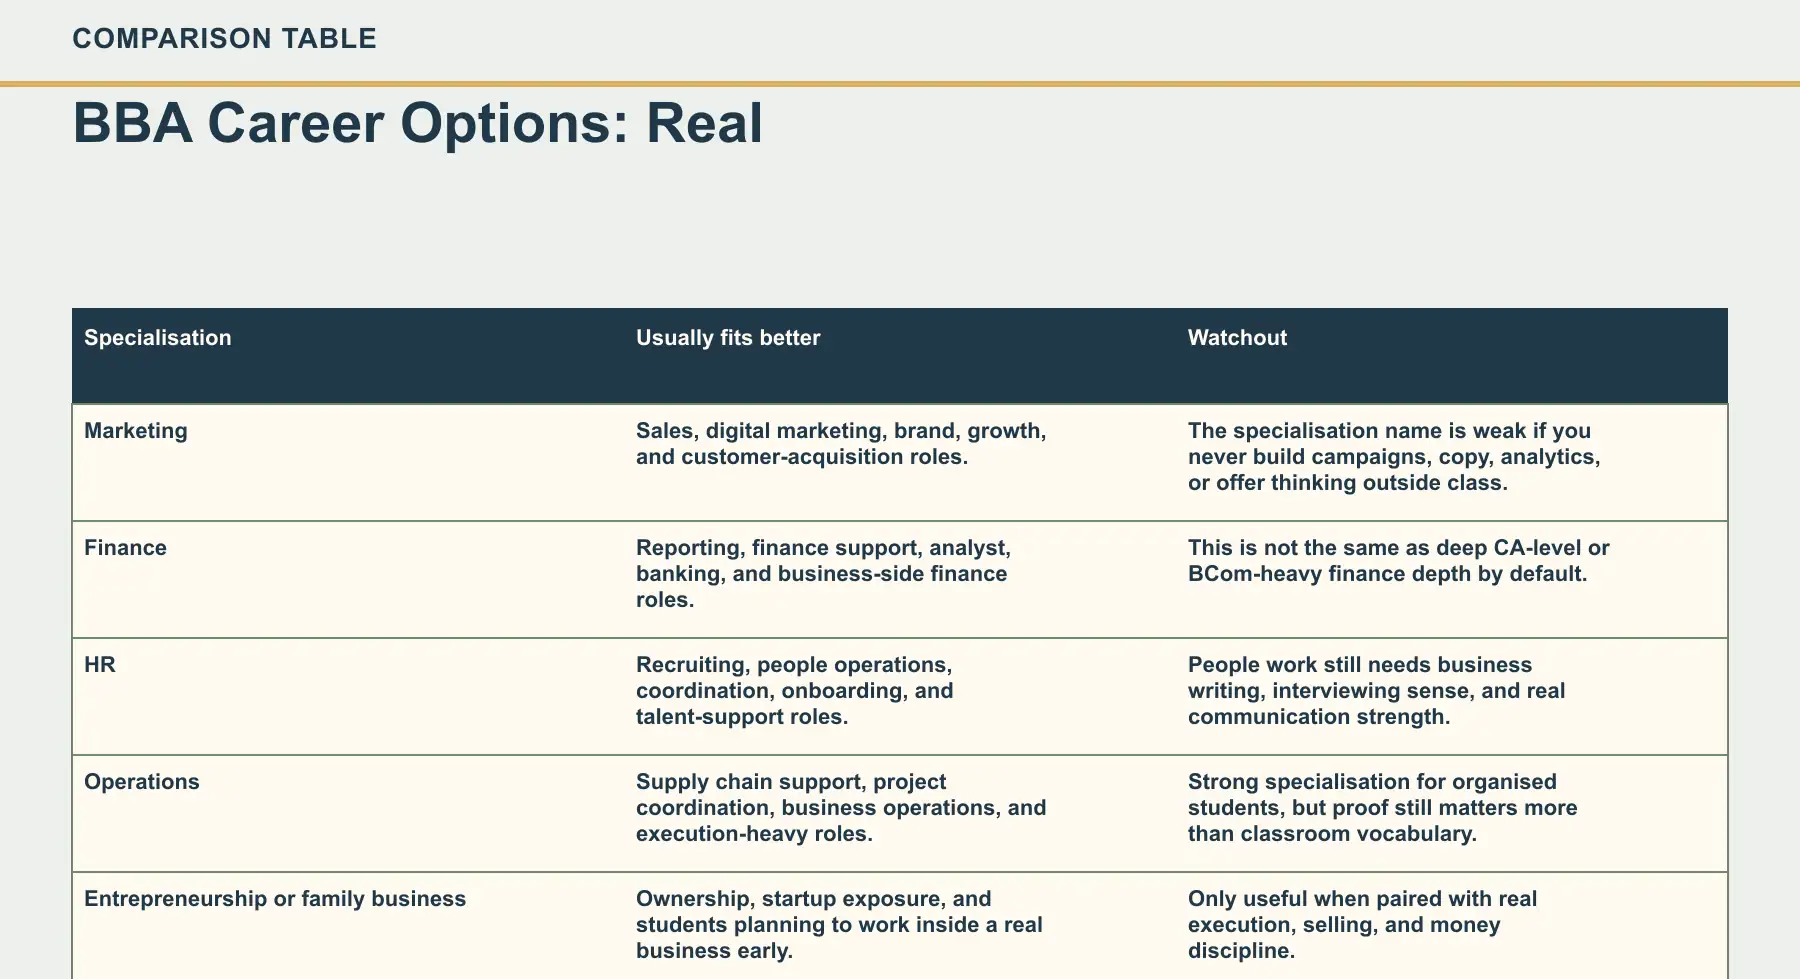 COMPARISON TABLE
BBA Career Options: Real
Specialisation
Usually fits better
Watchout
Marketing
Sales, digital marketing, brand, growth,
and customer-acquisition roles.
The specialisation name is weak if you
never build campaigns, copy, analytics,
or offer thinking outside class.
Finance
Reporting, finance support, analyst,
banking, and business-side finance
roles.
This is not the same as deep CA-level or
BCom-heavy finance depth by default.
HR
Recruiting, people operations,
coordination, onboarding, and
talent-support roles.
People work still needs business
writing, interviewing sense, and real
communication strength.
Operations
Supply chain support, project
coordination, business operations, and
execution-heavy roles.
Strong specialisation for organised
students, but proof still matters more
than classroom vocabulary.
Entrepreneurship or family business
Ownership, startup exposure, and
students planning to work inside a real
business early.
Only useful when paired with real
execution, selling, and money
discipline.